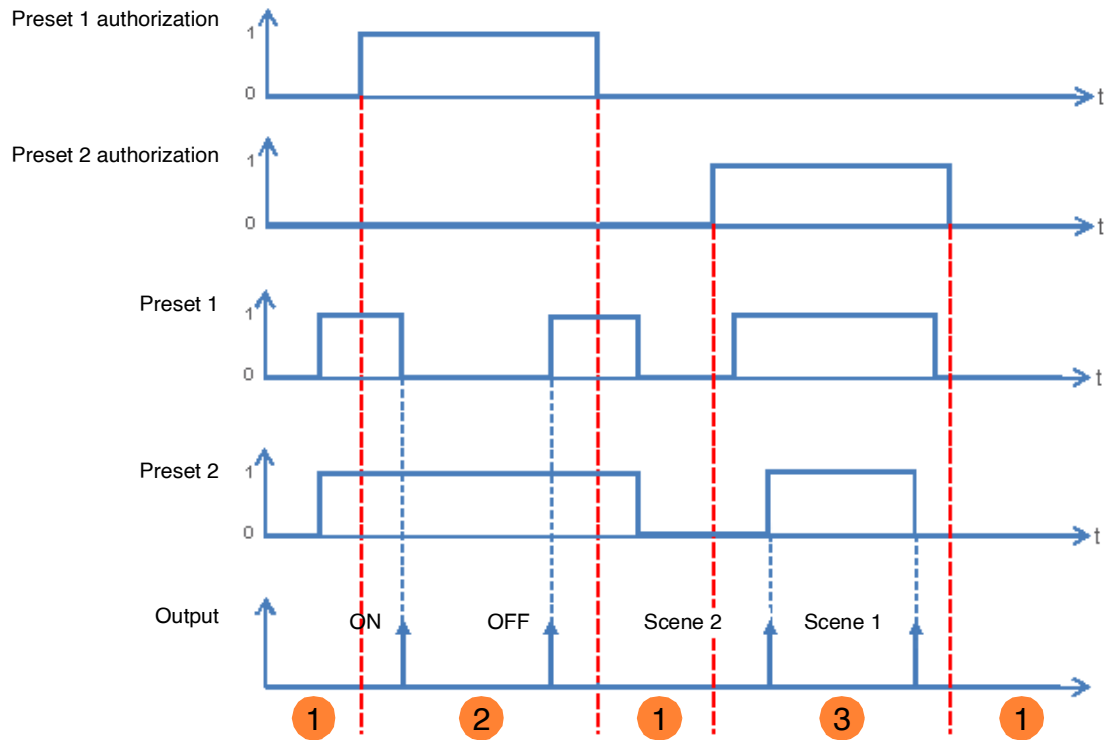 Preset 1 authorization
1
0
t
Preset 2 authorization
1
0
t
Preset 1
1
0
t
Preset 2
1
0
t
Output
ON OFF Scene 2 Scene 1
1 2 1 3 1